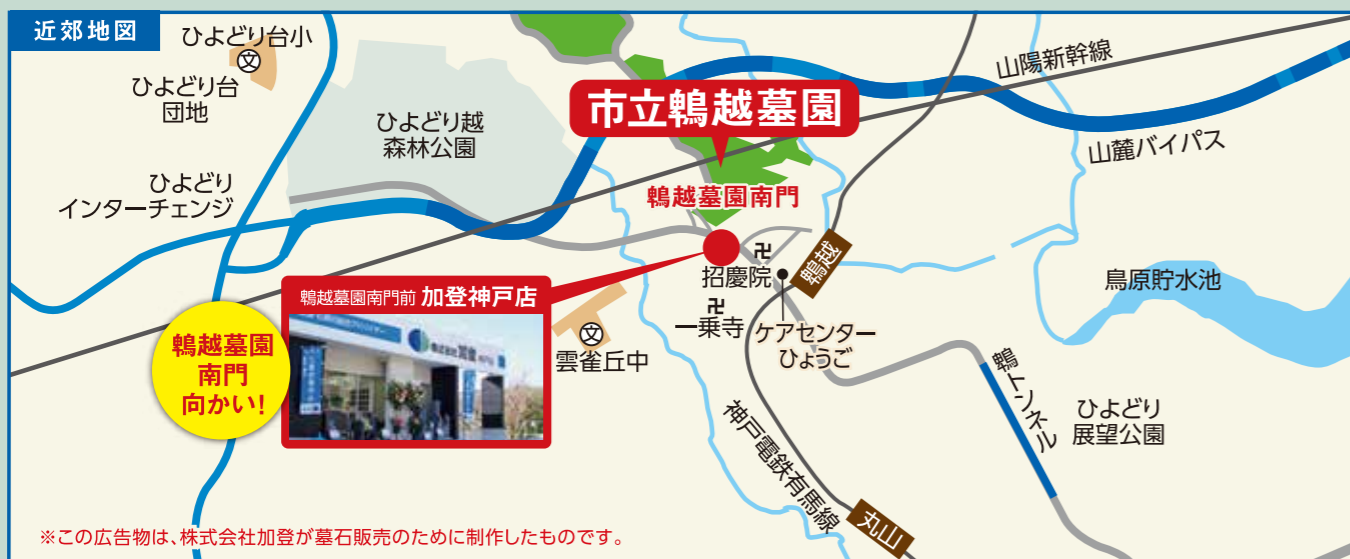 近郊地図
ひよどり台小
文
ひよどり台
団地
ひよどり越
森林公園
市立鵯越墓園
山陽新幹線
山麓バイパス
ひよどり
インターチェンジ
鵯越墓園南門
卍
招慶院
鵯越
鳥原貯水池
鵯越墓園南門前 加登神戸店
卍
一乗寺
ケアセンター
ひょうご
文
雲雀丘中
鵯越墓園
南門
向かい!
鵯トンネル
ひよどり
展望公園
神戸電鉄有馬線
丸山
※この広告物は、株式会社加登が墓石販売のために制作したものです。